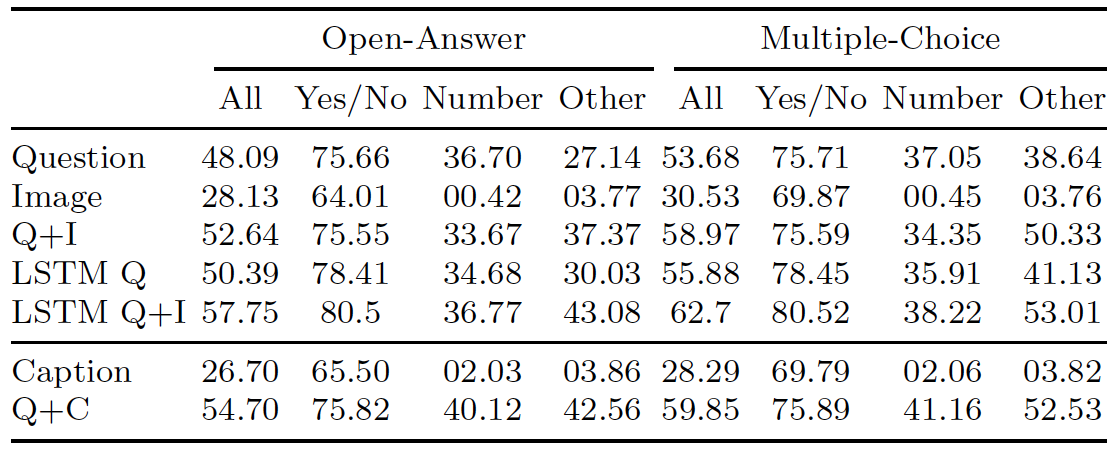 Open-Answer Multiple-Choice
All Yes/No Number Other All Yes/No Number Other
Question 48.09 75.66 36.70 27.14 53.68 75.71 37.05 38.64
Image 28.13 64.01 00.42 03.77 30.53 69.87 00.45 03.76
Q+I 52.64 75.55 33.67 37.37 58.97 75.59 34.35 50.33
LSTM Q 50.39 78.41 34.68 30.03 55.88 78.45 35.91 41.13
LSTM Q+I 57.75 80.5 36.77 43.08 62.7 80.52 38.22 53.01
Caption 26.70 65.50 02.03 03.86 28.29 69.79 02.06 03.82
Q+C 54.70 75.82 40.12 42.56 59.85 75.89 41.16 52.53